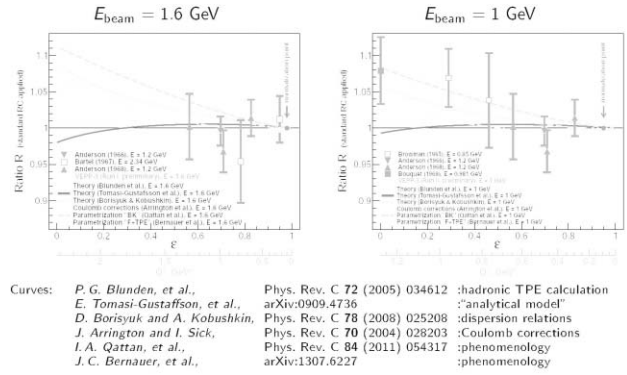 E_beam = 1.6 GeV
E_beam = 1 GeV
Ratio R (standard RC applied)
1.1
1.05
1
0.95
0.9
normalization point
Anderson (1966), E = 1.2 GeV
Bartel (1967), E = 2.34 GeV
Anderson (1968), E = 1.2 GeV
Theory (Blunden et al.), E = 1.6 GeV
Theory (Tomasi-Gustafsson et al.), E = 1.6 GeV
Theory (Borisyuk & Kobushkin), E = 1.6 GeV
Coulomb corrections (Arrington et al.), E = 1.6 GeV
Parametrization "BK" (Qattan et al.), E = 1.6 GeV
Parametrization "F+TPE" (Bernauer et al.), E = 1.6 GeV
0 0.2 0.4 0.6 0.8 1
ε
Ratio R (standard RC applied)
1.1
1.05
1
0.95
0.9
normalization point
Anderson (1966), E = 1.2 GeV
Anderson (1968), E = 1.2 GeV
Theory (Blunden et al.), E = 1 GeV
Theory (Tomasi-Gustafsson et al.), E = 1 GeV
Theory (Borisyuk & Kobushkin), E = 1 GeV
Coulomb corrections (Arrington et al.), E = 1 GeV
Parametrization "BK" (Qattan et al.), E = 1 GeV
Parametrization "F+TPE" (Bernauer et al.), E = 1 GeV
0 0.2 0.4 0.6 0.8 1
ε
Curves: P.G. Blunden, et al., Phys. Rev. C 72 (2005) 034612 :hadronic TPE calculation
E. Tomasi-Gustaffson, et al., arXiv:0909.4736 :"analytical model"
D. Borisyuk and A. Kobushkin, Phys. Rev. C 78 (2008) 025208 :dispersion relations
J. Arrington and I. Sick, Phys. Rev. C 70 (2004) 028203 :Coulomb corrections
I.A. Qattan, et al., Phys. Rev. C 84 (2011) 054317 :phenomenology
J.C. Bernauer, et al., arXiv:1307.6227 :phenomenology